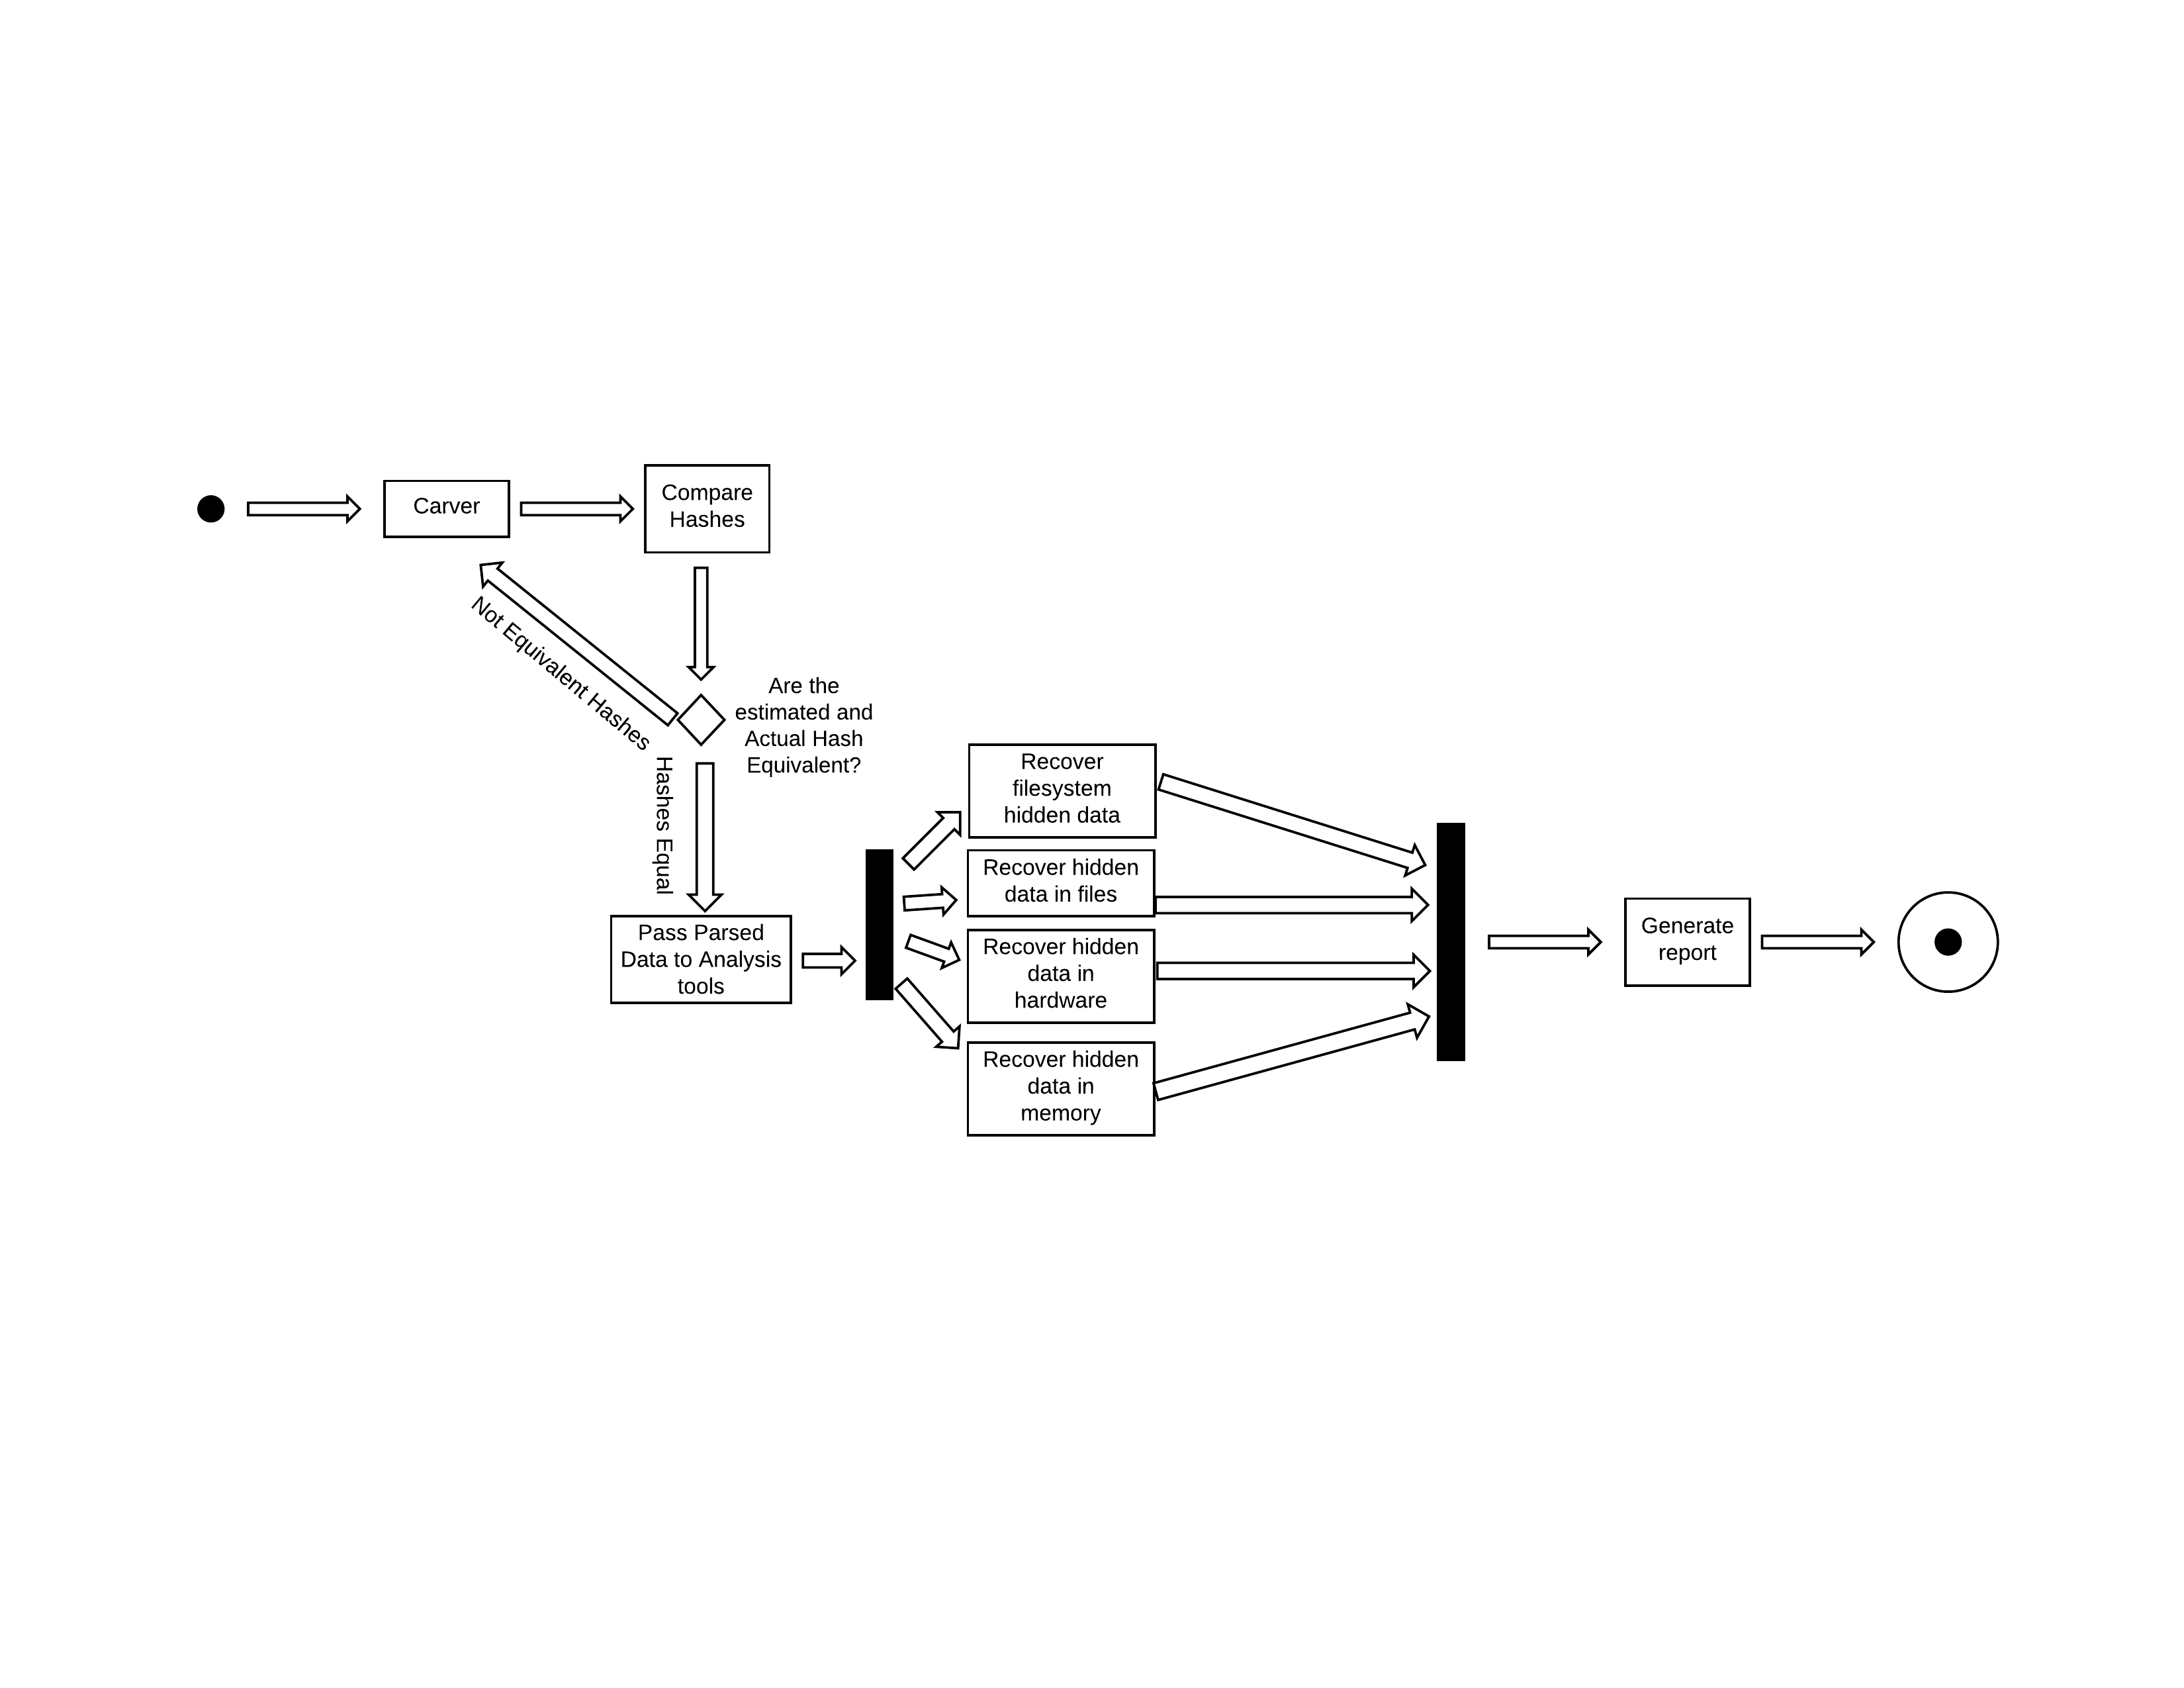 Carver
Compare
Hashes
Not Equivalent Hashes
Are the
estimated and
Actual Hash
Equivalent?
Hashes Equal
Pass Parsed
Data to Analysis
tools
Recover
filesystem
hidden data
Recover hidden
data in files
Recover hidden
data in
hardware
Recover hidden
data in
memory
Generate
report